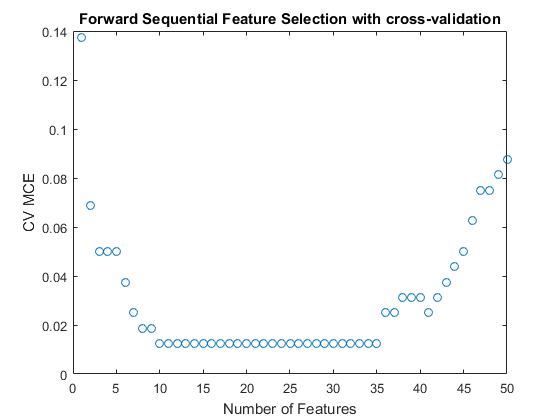 Forward Sequential Feature Selection with cross-validation
0.14
0.12
0.1
0.08
0.06
0.04
0.02
0
CV MCE
0 5 10 15 20 25 30 35 40 45 50
Number of Features